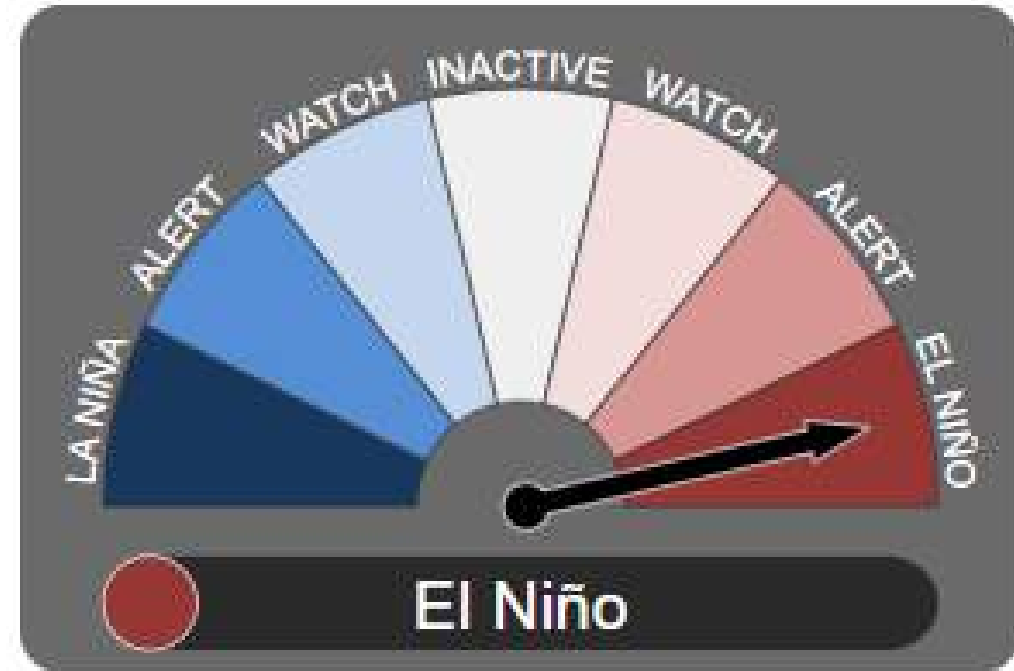 LA NIÑA
ALERT
WATCH
INACTIVE
WATCH
ALERT
EL NIÑO
El Niño